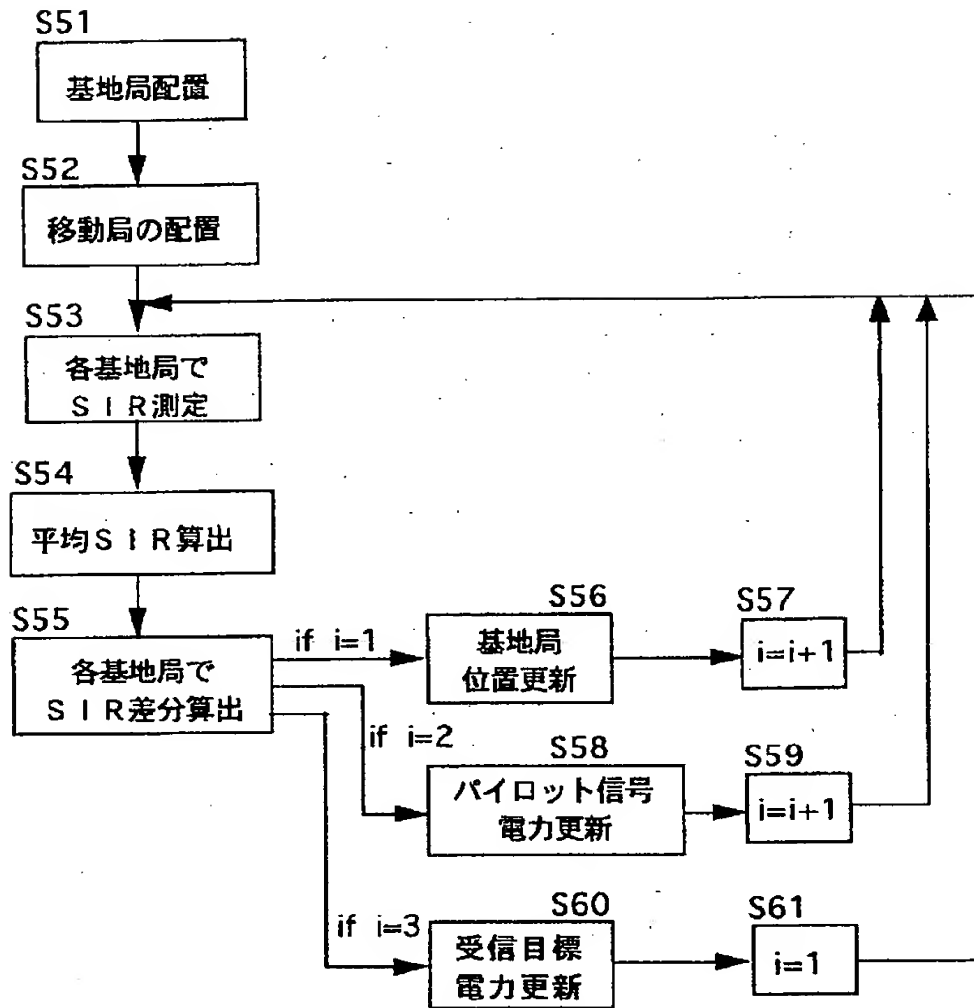 S51
基地局配置
S52
移動局の配置
S53
各基地局で
SIR測定
S54
平均SIR算出
S55
各基地局で
SIR差分算出
if i=1
S56
基地局
位置更新
S57
i=i+1
if i=2
S58
パイロット信号
電力更新
S59
i=i+1
if i=3
S60
受信目標
電力更新
S61
i=1